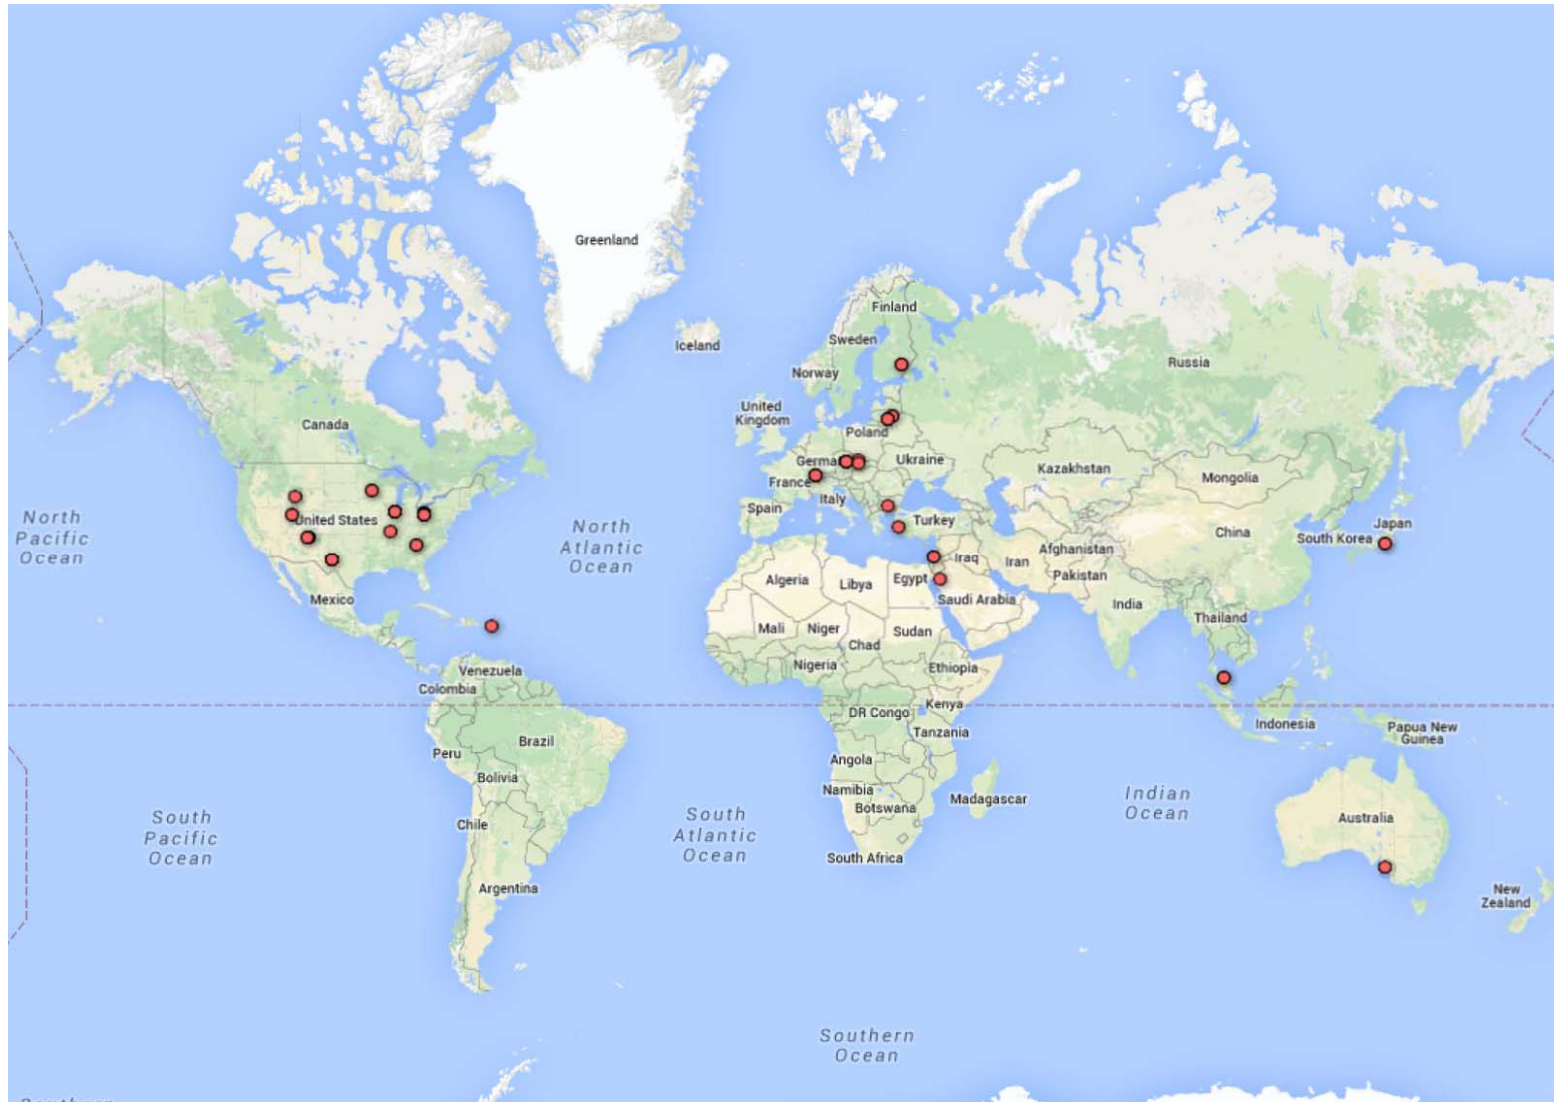 Greenland
Iceland
Finland
Sweden
Norway
Russia
United
Kingdom
Canada
Poland
Ukraine
Kazakhstan
Mongolia
France
Italy
Spain
Turkey
United States
North
Pacific
Ocean
North
Atlantic
Ocean
Japan
South Korea
China
Afghanistan
Iraq
Iran
Pakistan
Algeria
Libya
Egypt
Saudi Arabia
India
Mexico
Thailand
Mali
Niger
Sudan
Chad
Nigeria
Ethiopia
Venezuela
Colombia
Kenya
DR Congo
Tanzania
Indonesia
Papua New
Guinea
Brazil
Peru
Bolivia
Angola
Namibia
Botswana
Madagascar
Indian
Ocean
South
Pacific
Ocean
South
Atlantic
Ocean
Chile
Australia
South Africa
Argentina
New
Zealand
Southern
Ocean